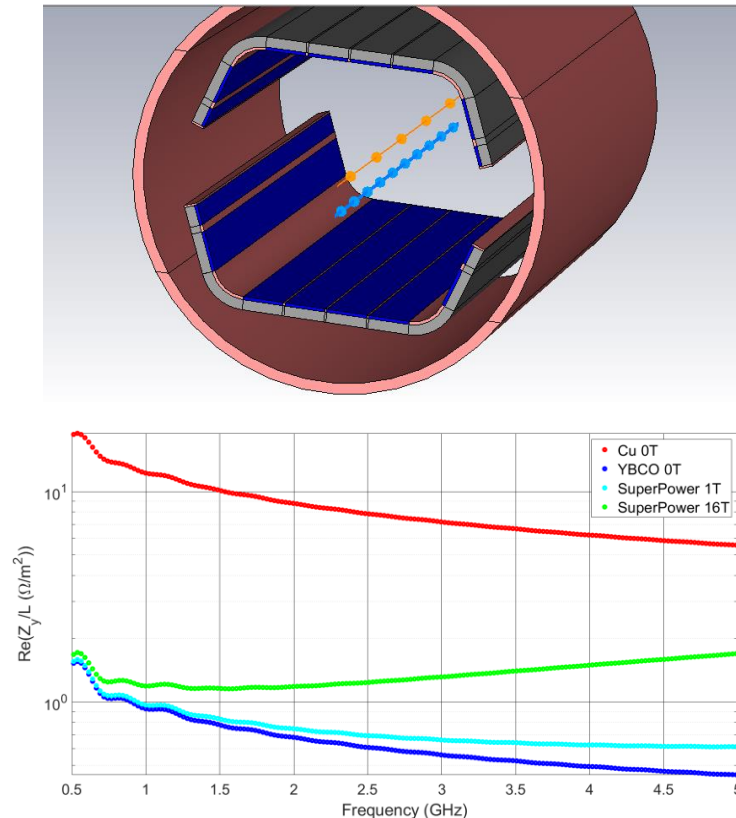 Cu 0T
YBCO 0T
SuperPower 1T
SuperPower 16T
10¹
10⁰
Re(Z_y/L (Ω/m²))
0.5 1 1.5 2 2.5 3 3.5 4 4.5 5
Frequency (GHz)